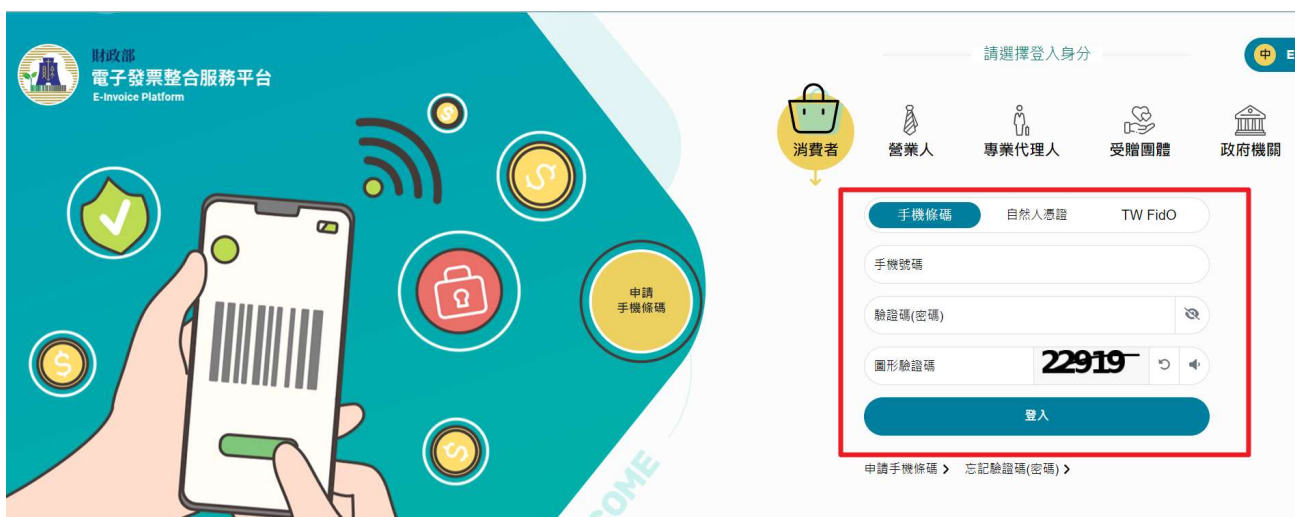 財政部
電子發票整合服務平台
E-Invoice Platform
申請
手機條碼
請選擇登入身分
中 E
消費者 營業人 專業代理人 受贈團體 政府機關
手機條碼 自然人憑證 TW FidO
手機號碼
驗證碼(密碼)
圖形驗證碼 22919
登入
申請手機條碼 忘記驗證碼(密碼)
COME